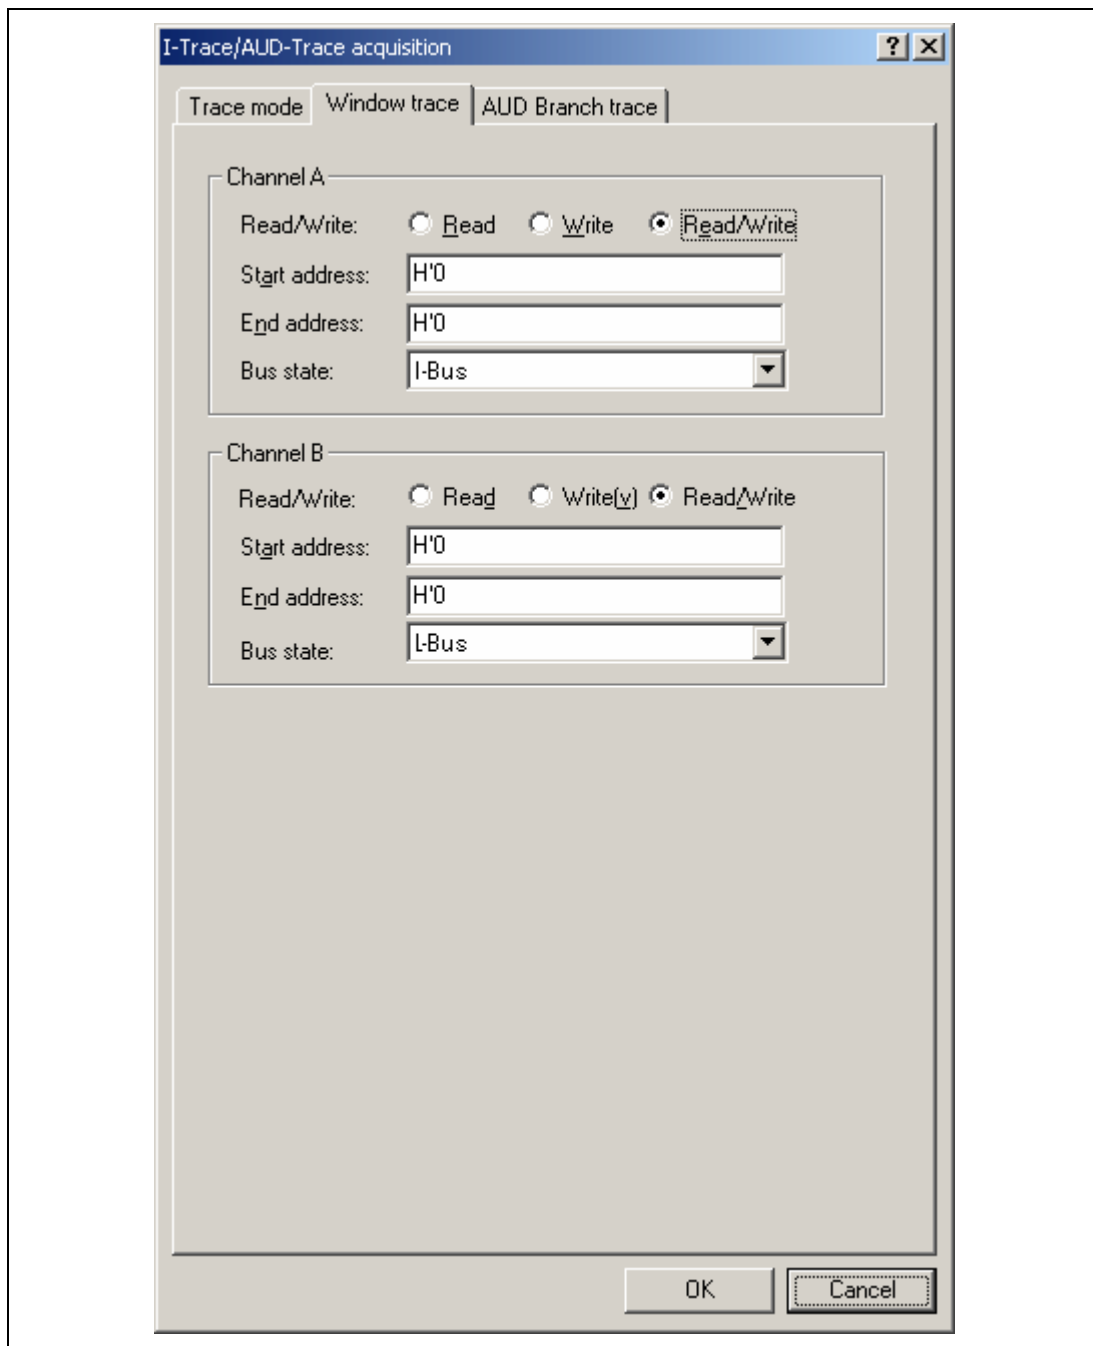 I-Trace/AUD-Trace acquisition
Trace mode Window trace AUD Branch trace
Channel A
Read/Write: Read Write Read/Write
Start address: H'0
End address: H'0
Bus state: I-Bus
Channel B
Read/Write: Read Write(v) Read/Write
Start address: H'0
End address: H'0
Bus state: L-Bus
OK Cancel